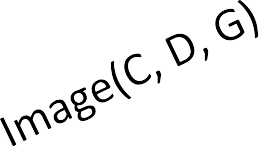 Image(C, D, G)